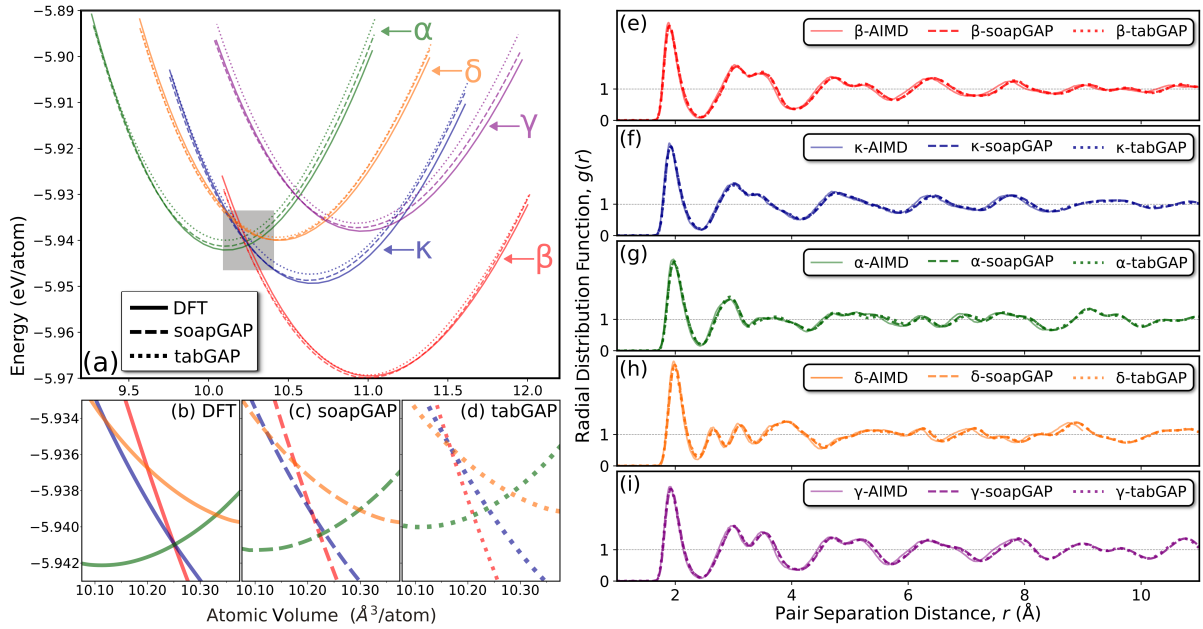 −5.89
−5.90
−5.91
−5.92
−5.93
−5.94
−5.95
−5.96
−5.97
Energy (eV/atom)
α
δ
γ
κ
β
DFT
soapGAP
tabGAP
(a)
9.5 10.0 10.5 11.0 11.5 12.0
(b) DFT
(c) soapGAP
(d) tabGAP
−5.934
−5.936
−5.938
−5.940
−5.942
10.10 10.20 10.30
10.10 10.20 10.30
10.10 10.20 10.30
Atomic Volume (Å³/atom)
Radial Distribution Function, g(r)
(e) β-AIMD β-soapGAP β-tabGAP
1
0
(f) κ-AIMD κ-soapGAP κ-tabGAP
1
0
(g) α-AIMD α-soapGAP α-tabGAP
1
0
(h) δ-AIMD δ-soapGAP δ-tabGAP
1
0
(i) γ-AIMD γ-soapGAP γ-tabGAP
1
0
2 4 6 8 10
Pair Separation Distance, r (Å)